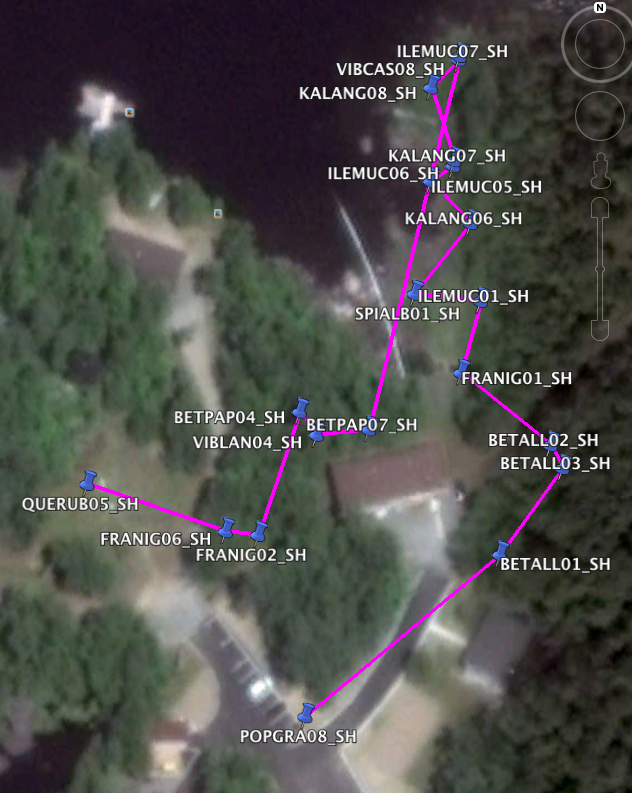 N
ILEMUC07_SH
VIBCAS08_SH
KALANG08_SH
KALANG07_SH
ILEMUC06_SH
ILEMUC05_SH
KALANG06_SH
ILEMUC01_SH
SPIALB01_SH
FRANIG01_SH
BETPAP04_SH
BETPAP07_SH
VIBLAN04_SH
BETALL02_SH
BETALL03_SH
QUERUB05_SH
FRANIG06_SH
FRANIG02_SH
BETALL01_SH
POPGRA08_SH